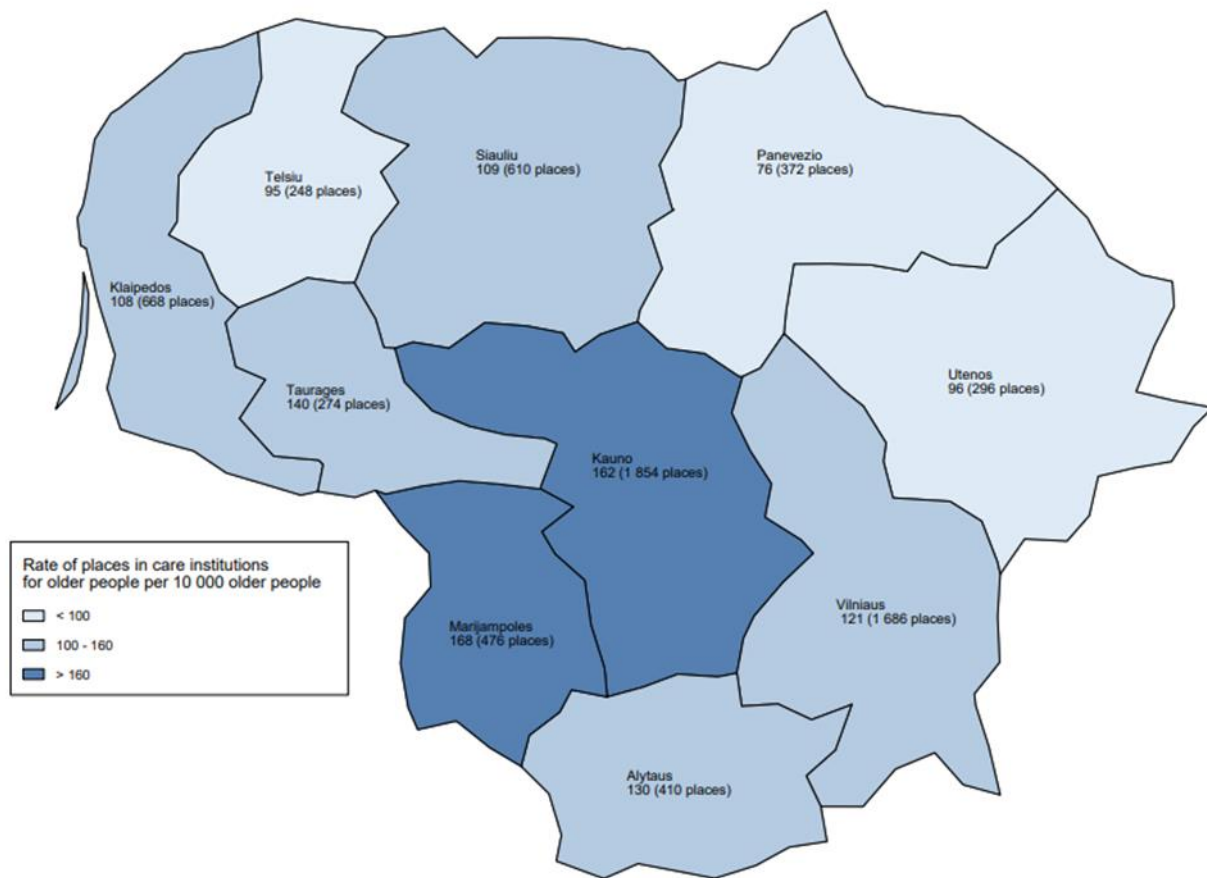 Siauliu
109 (610 places)
Panevezio
76 (372 places)
Telsiu
95 (248 places)
Klaipedos
108 (668 places)
Taurages
140 (274 places)
Utenos
96 (296 places)
Kauno
162 (1 854 places)
Rate of places in care institutions
for older people per 10 000 older people
< 100
100 - 160
> 160
Marijampoles
168 (476 places)
Vilniaus
121 (1 686 places)
Alytaus
130 (410 places)